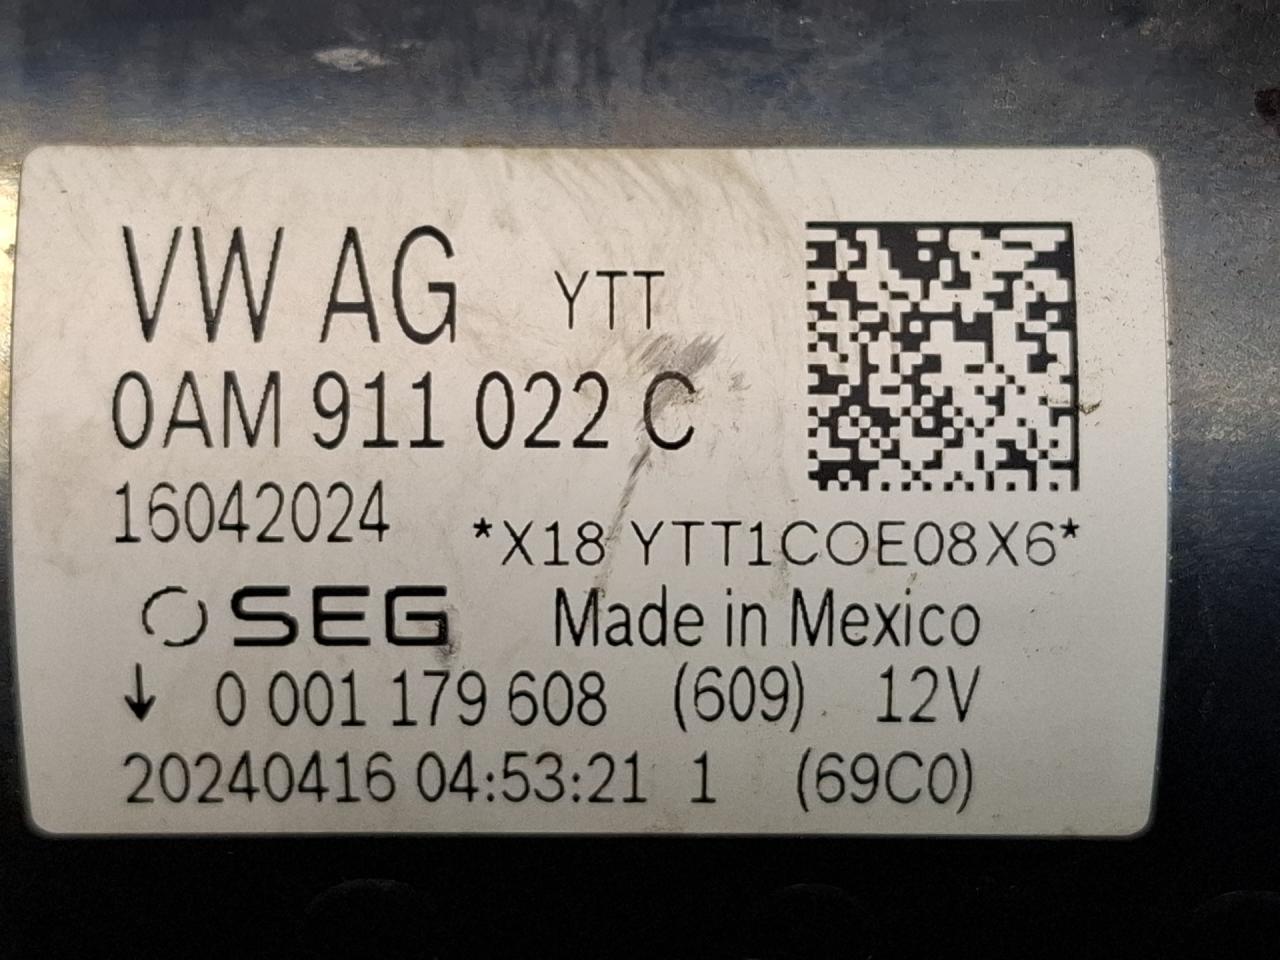 VW AG YTT
0AM 911 022 C
16042024
*X18 YTT1COE08X6*
SEG Made in Mexico
↓ 0 001 179 608 (609) 12V
20240416 04:53:21 1 (69C0)